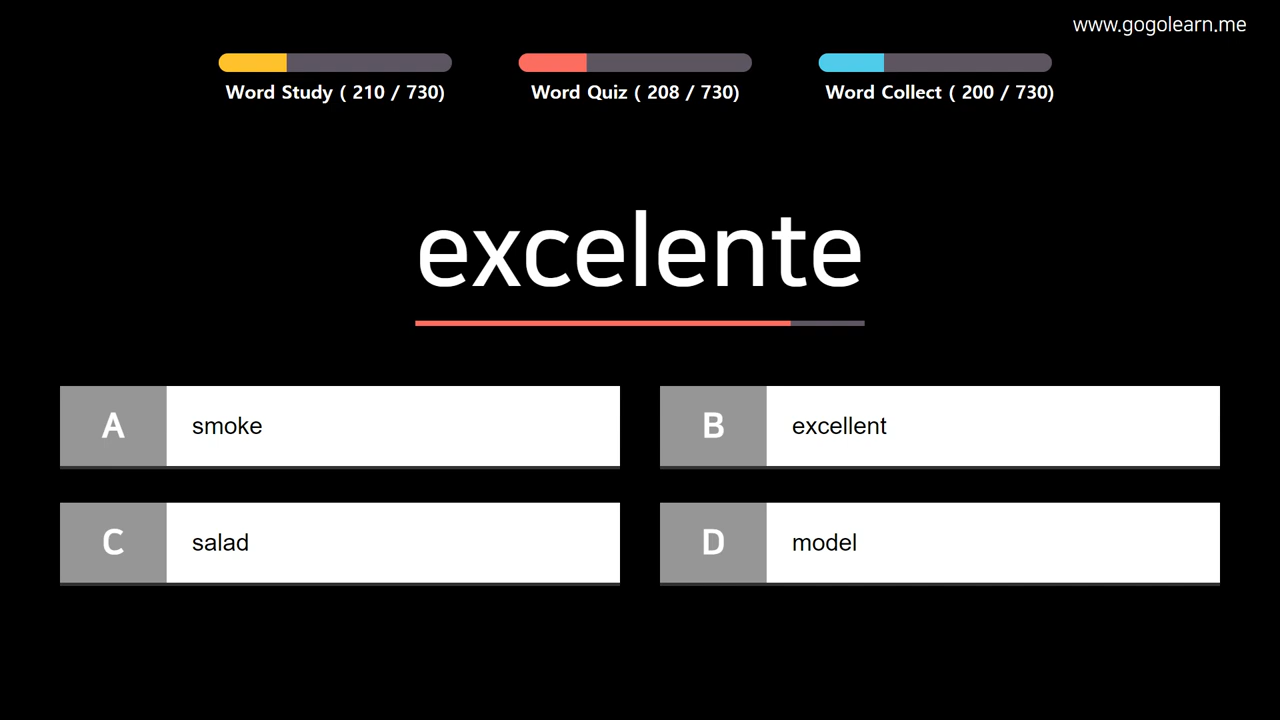 www.gogolearn.me
Word Study ( 210 / 730)
Word Quiz ( 208 / 730)
Word Collect ( 200 / 730)
excelente
A smoke
B excellent
C salad
D model